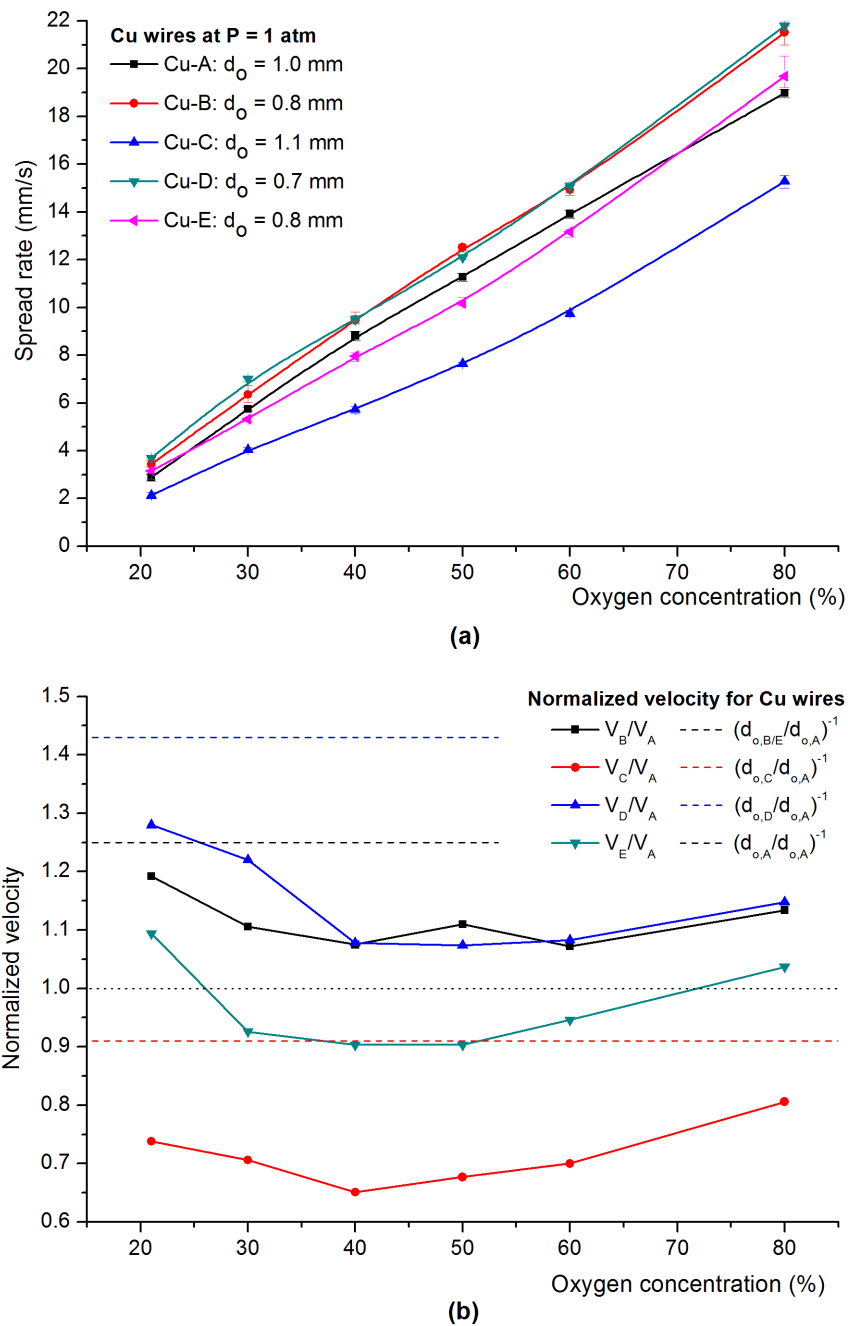 22
20
18
16
14
12
10
8
6
4
2
0
Spread rate (mm/s)
Cu wires at P = 1 atm
Cu-A: do = 1.0 mm
Cu-B: do = 0.8 mm
Cu-C: do = 1.1 mm
Cu-D: do = 0.7 mm
Cu-E: do = 0.8 mm
20 30 40 50 60 70 80
Oxygen concentration (%)
(a)
1.5
1.4
1.3
1.2
1.1
1.0
0.9
0.8
0.7
0.6
Normalized velocity
Normalized velocity for Cu wires
VB/VA (do,B/E/do,A)-1
VC/VA (do,C/do,A)-1
VD/VA (do,D/do,A)-1
VE/VA (do,A/do,A)-1
20 30 40 50 60 70 80
Oxygen concentration (%)
(b)